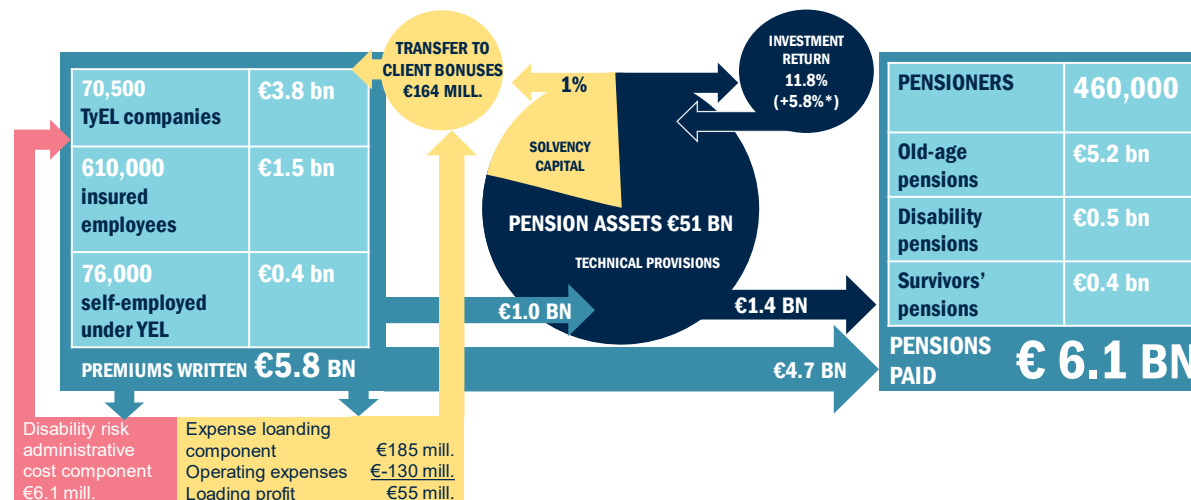 70,500
TyEL companies
€3.8 bn
610,000
insured
employees
€1.5 bn
76,000
self-employed
under YEL
€0.4 bn
PREMIUMS WRITTEN €5.8 BN
TRANSFER TO
CLIENT BONUSES
€164 MILL.
1%
SOLVENCY
CAPITAL
PENSION ASSETS €51 BN
TECHNICAL PROVISIONS
INVESTMENT
RETURN
11.8%
(+5.8%*)
€1.0 BN
€1.4 BN
€4.7 BN
PENSIONERS 460,000
Old-age
pensions
€5.2 bn
Disability
pensions
€0.5 bn
Survivors’
pensions
€0.4 bn
PENSIONS
PAID
€ 6.1 BN
Disability risk
administrative
cost component
€6.1 mill.
Expense loanding
component €185 mill.
Operating expenses €-130 mill.
Loading profit €55 mill.